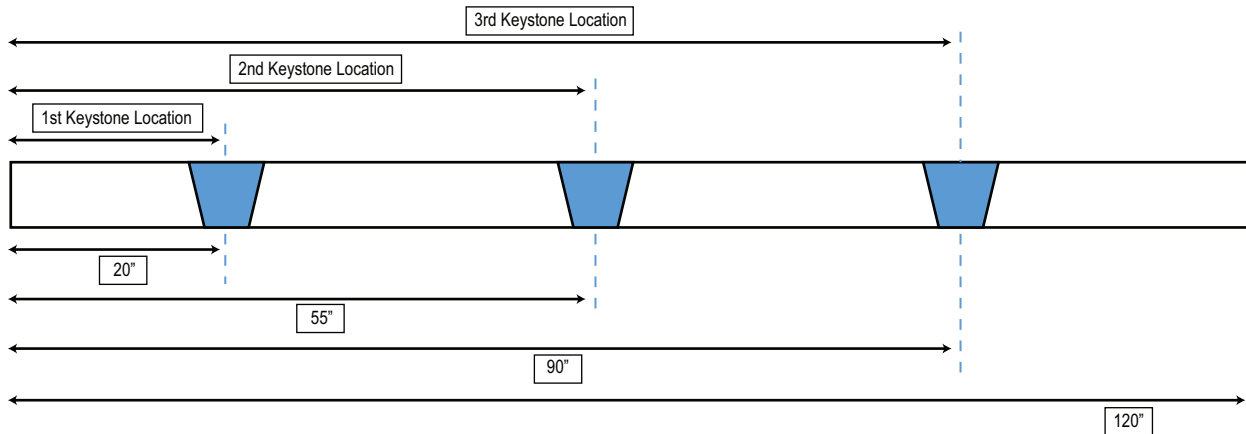 3rd Keystone Location
2nd Keystone Location
1st Keystone Location
20”
55”
90”
120”